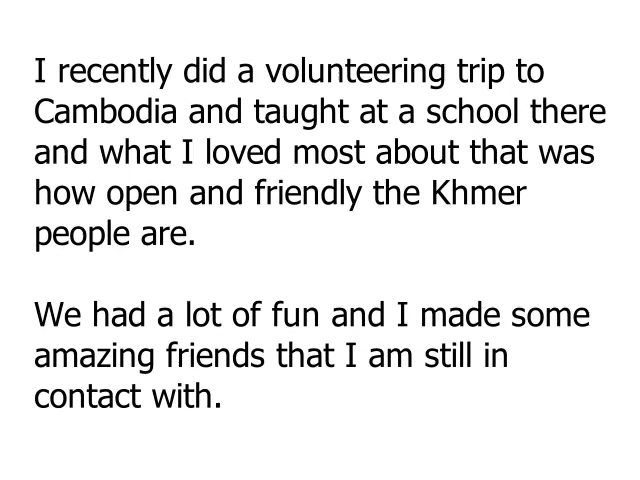 I recently did a volunteering trip to
Cambodia and taught at a school there
and what I loved most about that was
how open and friendly the Khmer
people are.
We had a lot of fun and I made some
amazing friends that I am still in
contact with.